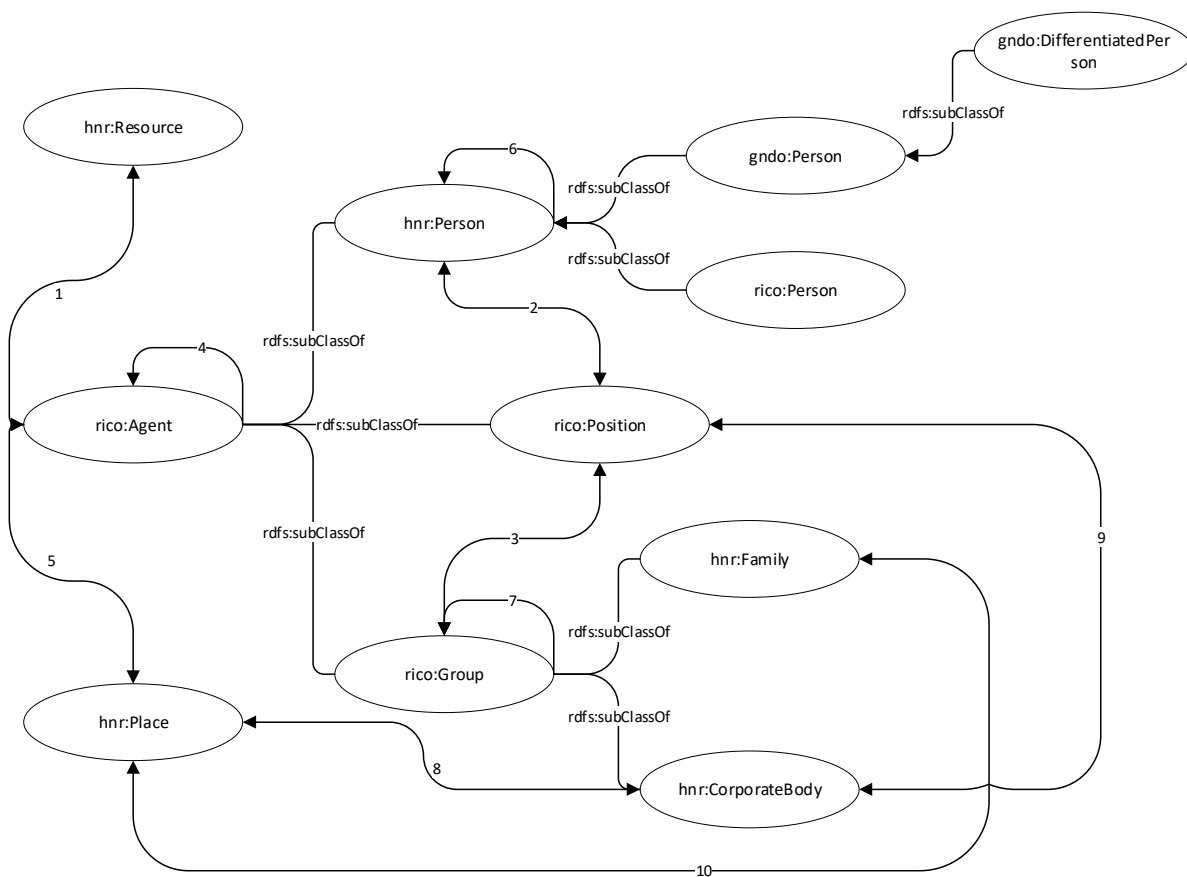 gndo:DifferentiatedPer
son
hnr:Resource
rdfs:subClassOf
6
gndo:Person
rdfs:subClassOf
hnr:Person
rdfs:subClassOf
rico:Person
1
2
rdfs:subClassOf
4
rico:Agent
rdfs:subClassOf
rico:Position
rdfs:subClassOf
3
9
5
hnr:Family
7
rdfs:subClassOf
rico:Group
hnr:Place
rdfs:subClassOf
8
hnr:CorporateBody
10